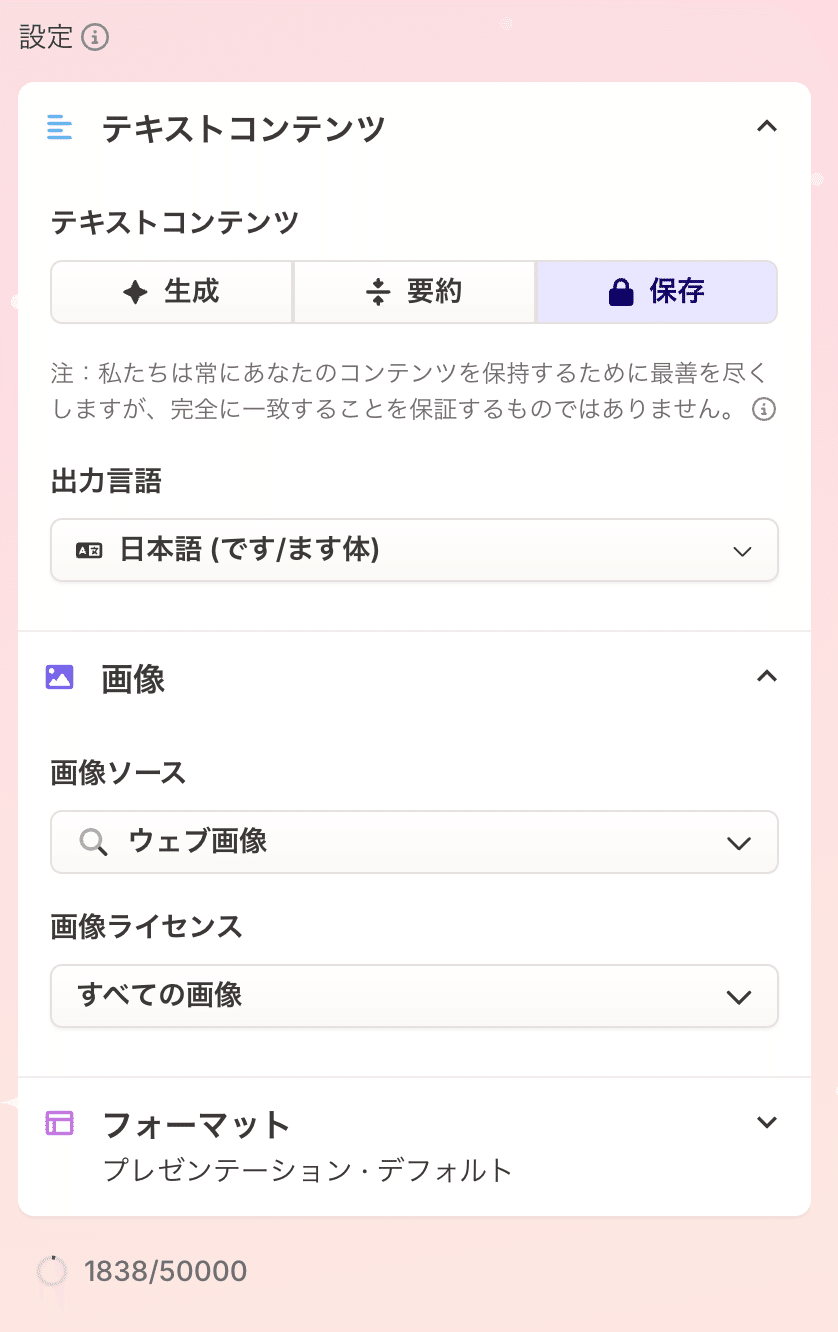 設定
テキストコンテンツ
テキストコンテンツ
生成 要約 保存
注：私たちは常にあなたのコンテンツを保持するために最善を尽く
しますが、完全に一致することを保証するものではありません。
出力言語
日本語 (です/ます体)
画像
画像ソース
ウェブ画像
画像ライセンス
すべての画像
フォーマット
プレゼンテーション · デフォルト
1838/50000